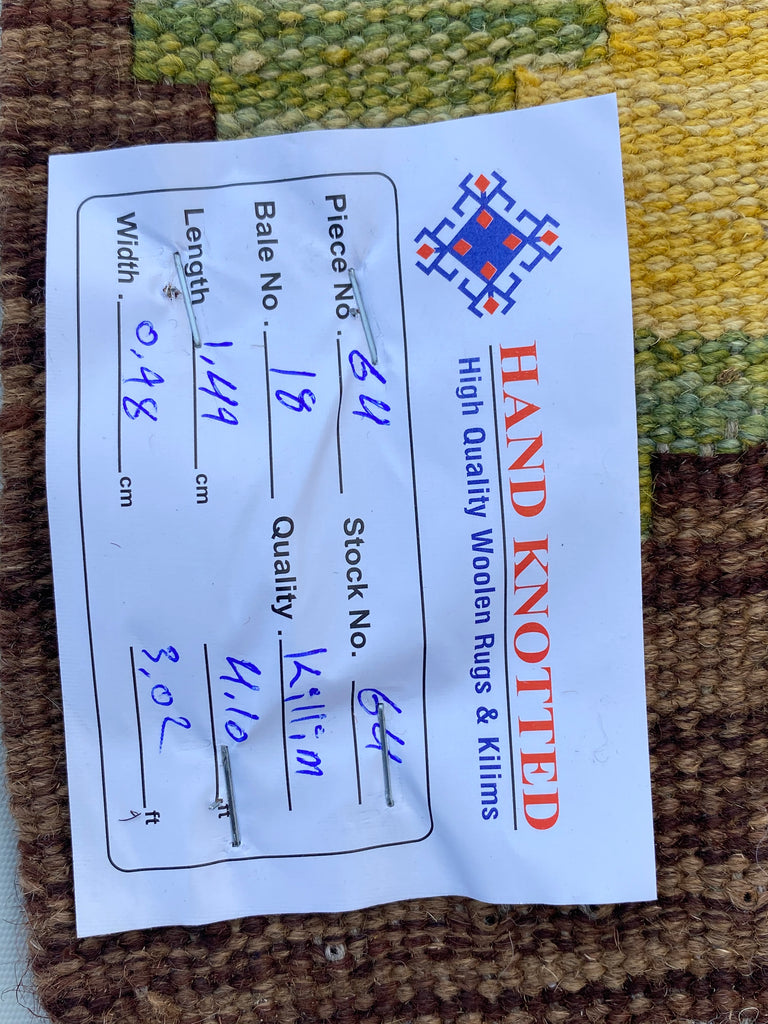 HAND KNOTTED
High Quality Woolen Rugs & Kilims
Piece No. 64 Stock No. 64
Bale No. 18 Quality. Killim
Length 1,49 cm 4,10 ft
Width. 0,98 cm 3,02 ft